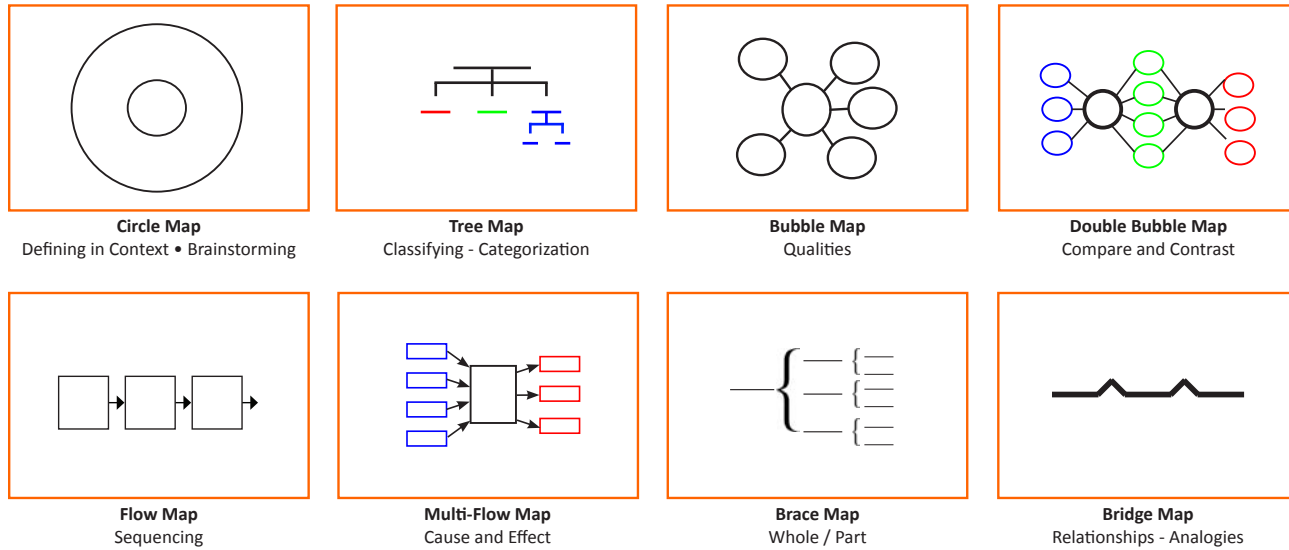 Circle Map
Defining in Context • Brainstorming
Tree Map
Classifying - Categorization
Bubble Map
Qualities
Double Bubble Map
Compare and Contrast
Flow Map
Sequencing
Multi-Flow Map
Cause and Effect
Brace Map
Whole / Part
Bridge Map
Relationships - Analogies